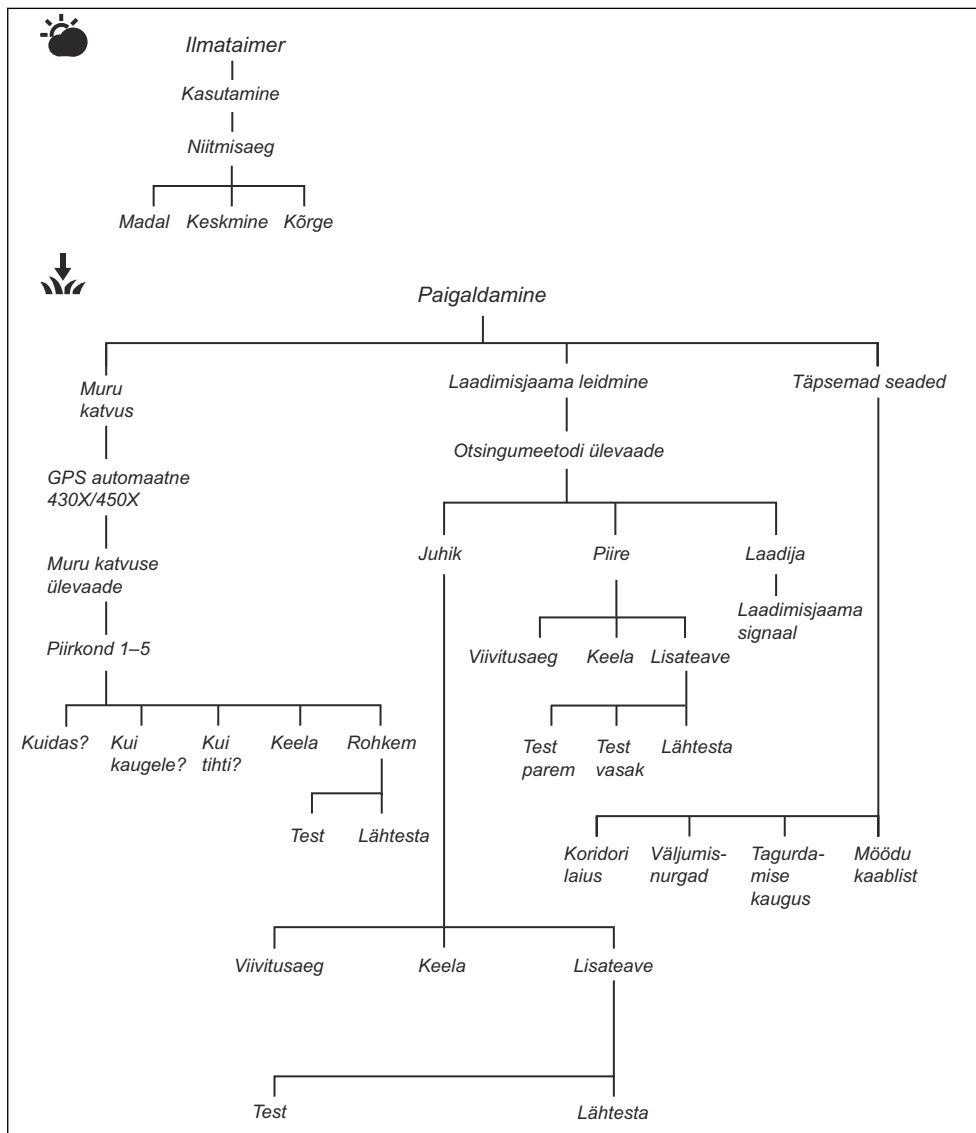 Ilmataimer
Kasutamine
Niitmisaeg
Madal Keskmine Kõrge
Paigaldamine
Muru
katvus
Laadimisjaama leidmine
Täpsemad seaded
GPS automaatne
430X/450X
Otsingumeetodi ülevaade
Muru katvuse
ülevaade
Juhik
Piire
Laadija
Laadimisjaama
signaal
Piirkond 1–5
Viivitusaeg
Keela
Lisateave
Kuidas?
Kui
kaugele?
Kui
tihti?
Keela
Rohkem
Test
parem
Test
vasak
Lähtesta
Test
Lähtesta
Koridori
laius
Väljumis-
nurgad
Tagurda-
mise
kaugus
Möödu
kaablist
Viivitusaeg
Keela
Lisateave
Test
Lähtesta